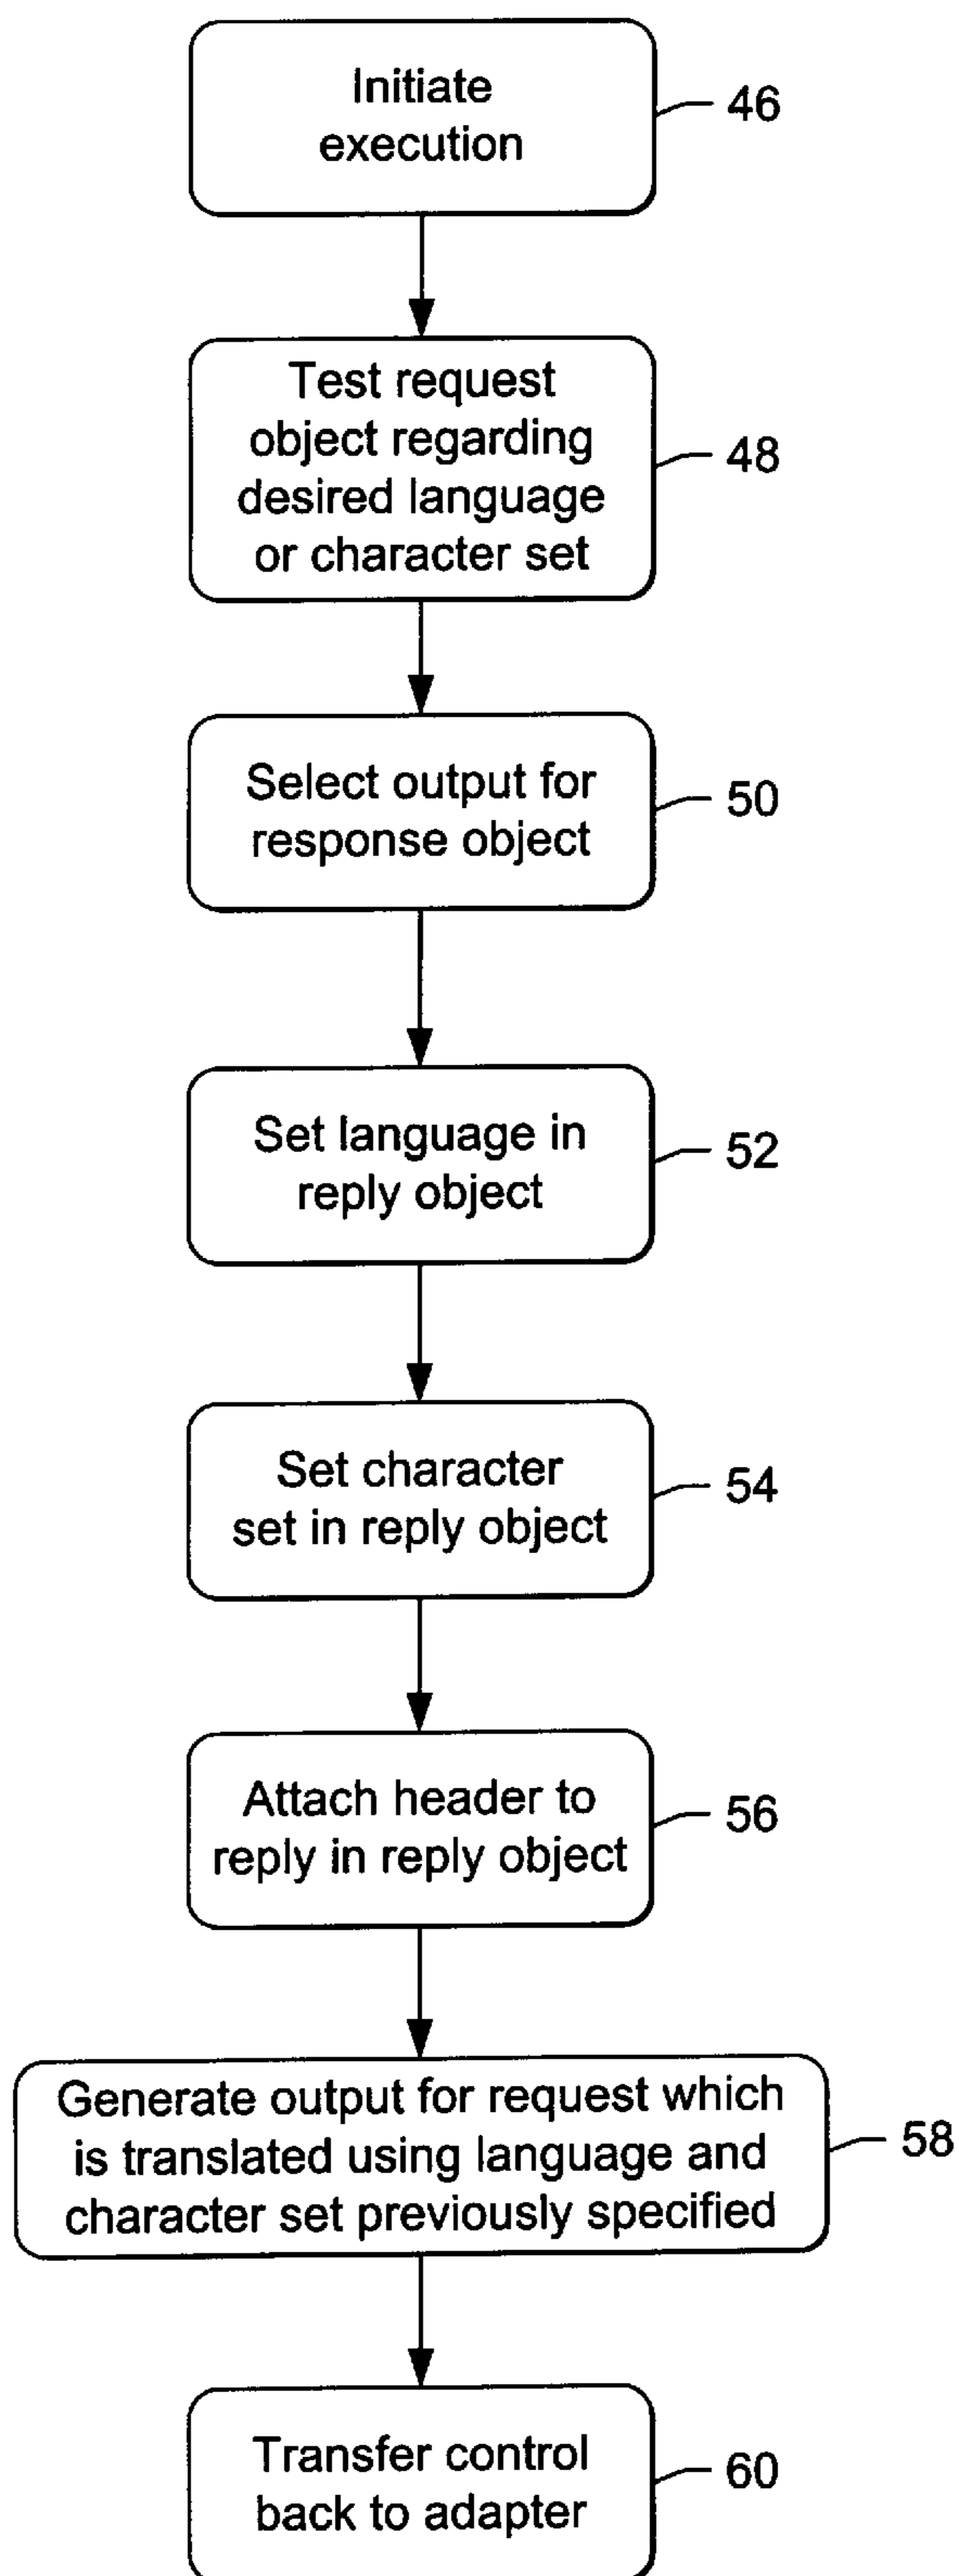 Initiate
execution
46
Test request
object regarding
desired language
or character set
48
Select output for
response object
50
Set language in
reply object
52
Set character
set in reply object
54
Attach header to
reply in reply object
56
Generate output for request which
is translated using language and
character set previously specified
58
Transfer control
back to adapter
60